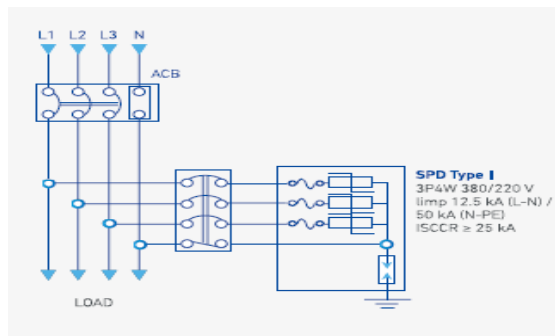 L1 L2 L3 N
ACB
SPD Type I
3P4W 380/220 V
limp 12.5 kA (L-N) /
50 kA (N-PE)
ISCCR ≥ 25 kA
LOAD